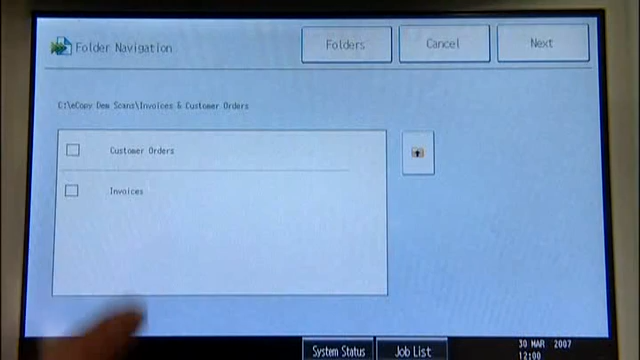 Folder Navigation
Folders
Cancel
Next
C:\eCopy Dem Scans\Invoices & Customer Orders
Customer Orders
Invoices
System Status
Job List
30 MAR 2007
12:00